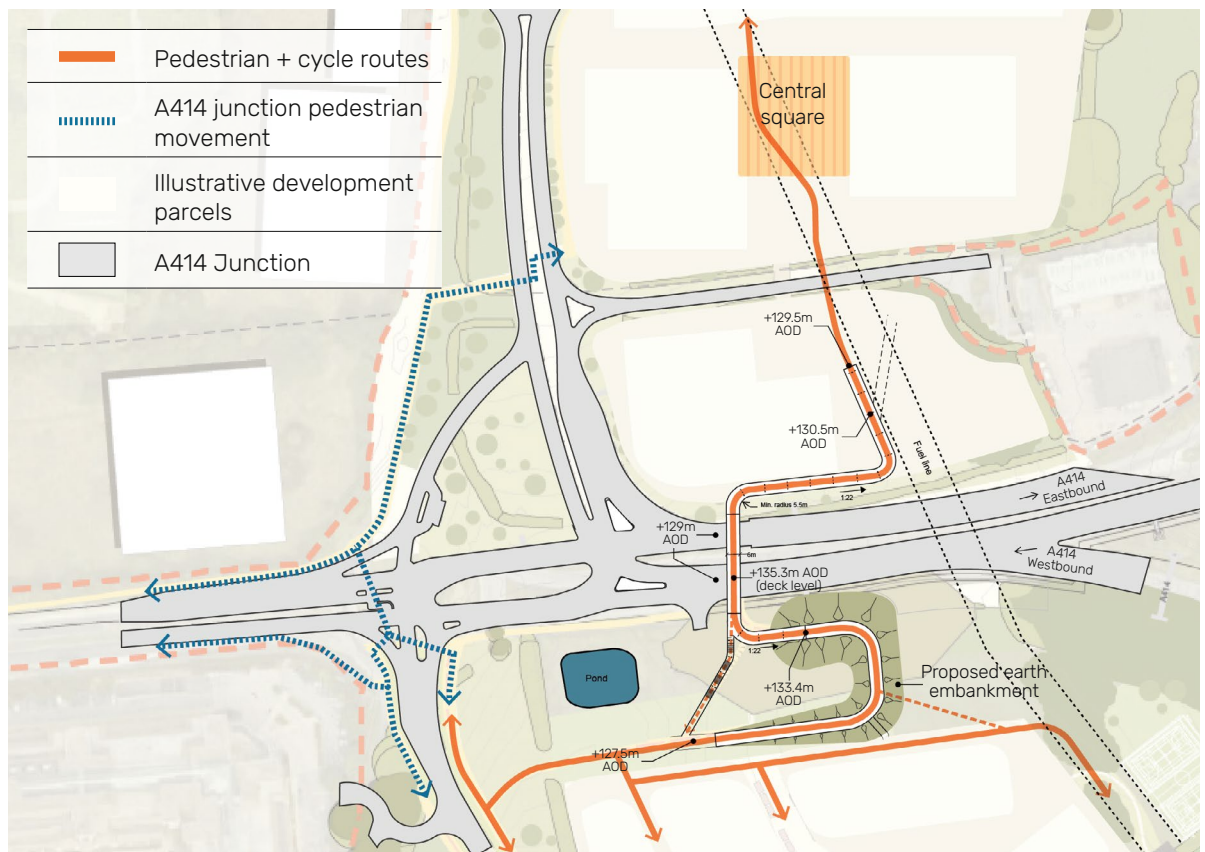 Pedestrian + cycle routes
A414 junction pedestrian
movement
Illustrative development
parcels
A414 Junction
Central
square
+129.5m
AOD
+130.5m
AOD
Fuel line
1:22
Min. radius 5.5m
A414
Eastbound
+129m
AOD
6m
+135.3m AOD
(deck level)
A414
Westbound
A414
1:22
+133.4m
AOD
Proposed earth
embankment
Pond
+127.5m
AOD